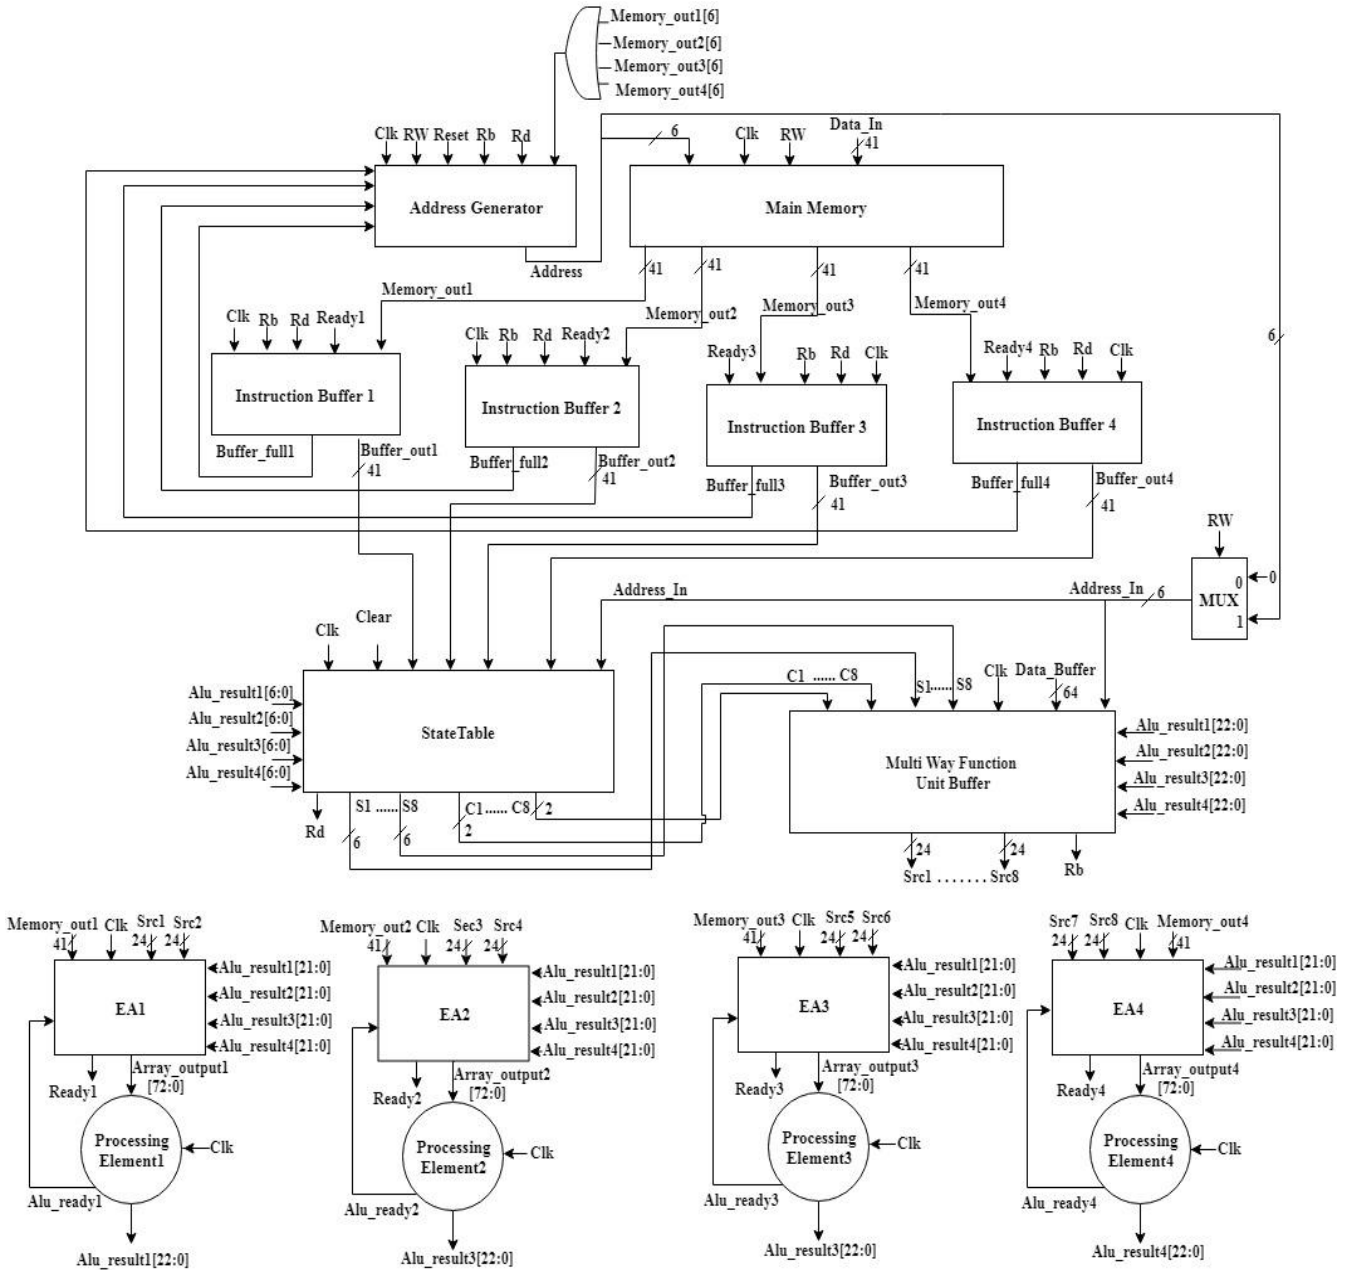 Memory_out1[6]
Memory_out2[6]
Memory_out3[6]
Memory_out4[6]
Clk RW Reset Rb Rd
6 Clk RW Data_In
41
Address Generator
Main Memory
Address
41 41 41 41
Memory_out1
Memory_out2
Memory_out3
Memory_out4
Clk Rb Rd Ready1
Clk Rb Rd Ready2
Ready3 Rb Rd Clk
Ready4 Rb Rd Clk
6
Instruction Buffer 1
Instruction Buffer 2
Instruction Buffer 3
Instruction Buffer 4
Buffer_full1 Buffer_out1
41
Buffer_full2 Buffer_out2
41
Buffer_full3 Buffer_out3
41
Buffer_full4 Buffer_out4
41
RW
0 0
MUX
1
Address_In Address_In 6
Clk Clear
Alu_result1[6:0]
Alu_result2[6:0]
Alu_result3[6:0]
Alu_result4[6:0]
StateTable
C1 ...... C8 S1...... S8 Clk Data_Buffer
64
Multi Way Function
Unit Buffer
Alu_result1[22:0]
Alu_result2[22:0]
Alu_result3[22:0]
Alu_result4[22:0]
Rd S1 ...... S8 C1...... C8 2
6 6 2
24 24
Src1 . . . . . . . Src8 Rb
Memory_out1 Clk Src1 Src2
41 24 24
EA1
Alu_result1[21:0]
Alu_result2[21:0]
Alu_result3[21:0]
Alu_result4[21:0]
Ready1 Array_output1
[72:0]
Processing
Element1
Clk
Alu_ready1
Alu_result1[22:0]
Memory_out2 Clk Sec3 Src4
41 24 24
EA2
Alu_result1[21:0]
Alu_result2[21:0]
Alu_result3[21:0]
Alu_result4[21:0]
Ready2 Array_output2
[72:0]
Processing
Element2
Clk
Alu_ready2
Alu_result3[22:0]
Memory_out3 Clk Src5 Src6
41 24 24
EA3
Alu_result1[21:0]
Alu_result2[21:0]
Alu_result3[21:0]
Alu_result4[21:0]
Ready3 Array_output3
[72:0]
Processing
Element3
Clk
Alu_ready3
Alu_result3[22:0]
Src7 Src8 Clk Memory_out4
24 24 41
EA4
Alu_result1[21:0]
Alu_result2[21:0]
Alu_result3[21:0]
Alu_result4[21:0]
Ready4 Array_output4
[72:0]
Processing
Element4
Clk
Alu_ready4
Alu_result4[22:0]